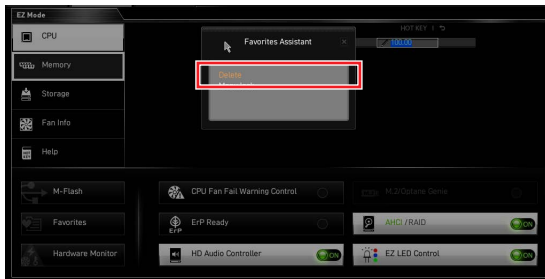 EZ Mode
HOT KEY |
CPU
Favorites Assistant
×
100.00
Memory
Delete
Storage
Fan Info
Help
M-Flash
CPU Fan Fail Warning Control
M.2/Optane Genie
Favorites
ErP
ErP Ready
AHCI /RAID
ON
Hardware Monitor
HD Audio Controller
ON
EZ LED Control
ON